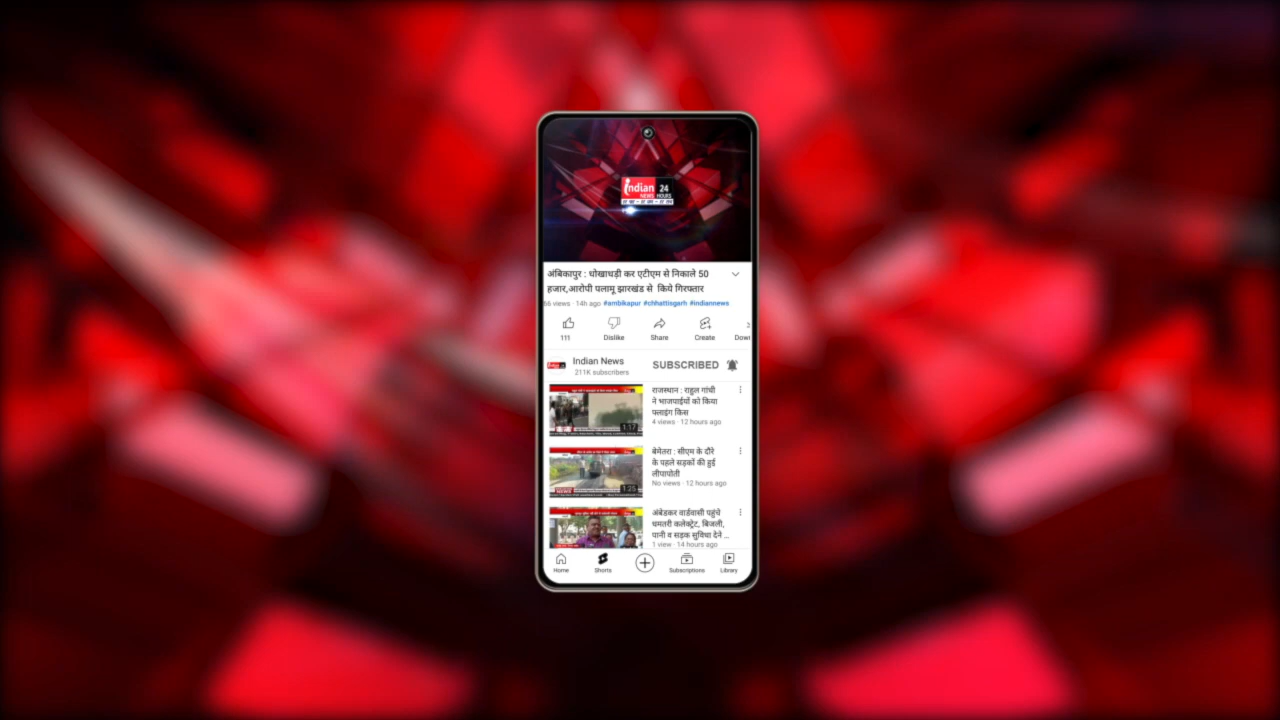 Indian 24
NEWS HOURS
अंबिकापुर : धोखाधड़ी कर एटीएम से निकाले 50
हजार,आरोपी पलामू झारखंड से किये गिरफ्तार
66 views · 14h ago #ambikapur #chhattisgarh #indiannews
111 Dislike Share Create
Indian News
SUBSCRIBED
211K subscribers
राजस्थान : राहुल गांधी
ने भाजपाईयों को किया
फ्लाइंग किस
4 views · 12 hours ago
1:17
बेमेतरा : सीएम के दौरे
के पहले सड़कों की हुई
लीपापोती
No views · 12 hours ago
1:25
अंबेडकर वार्डवासी पहुंचे
धमतरी कलेक्ट्रेट, बिजली,
पानी व सड़क सुविधा देने ...
1 view · 14 hours ago
Home Shorts Subscriptions Library